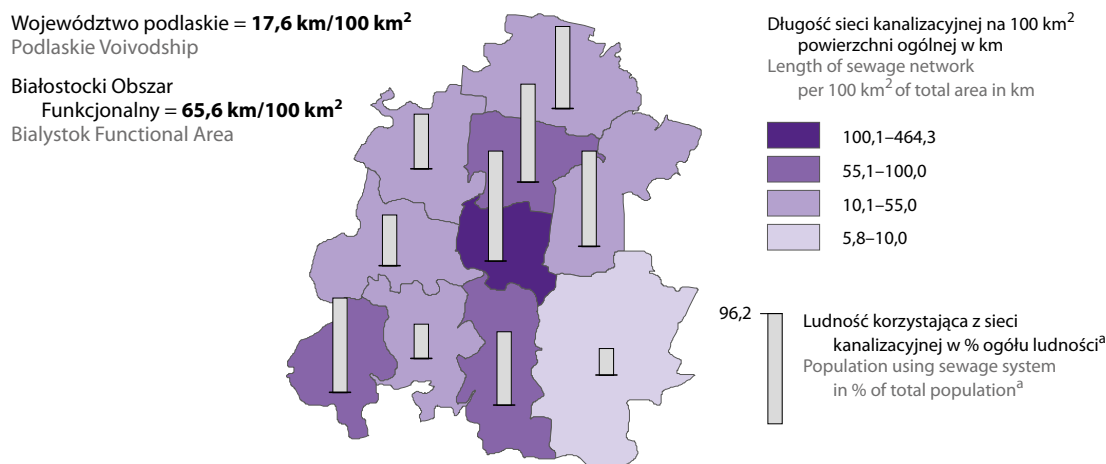 Województwo podlaskie = 17,6 km/100 km²
Podlaskie Voivodship
Białostocki Obszar
Funkcjonalny = 65,6 km/100 km²
Bialystok Functional Area
Długość sieci kanalizacyjnej na 100 km²
powierzchni ogólnej w km
Length of sewage network
per 100 km² of total area in km
100,1–464,3
55,1–100,0
10,1–55,0
5,8–10,0
96,2
Ludność korzystająca z sieci
kanalizacyjnej w % ogółu ludnościᵃ
Population using sewage system
in % of total populationᵃ